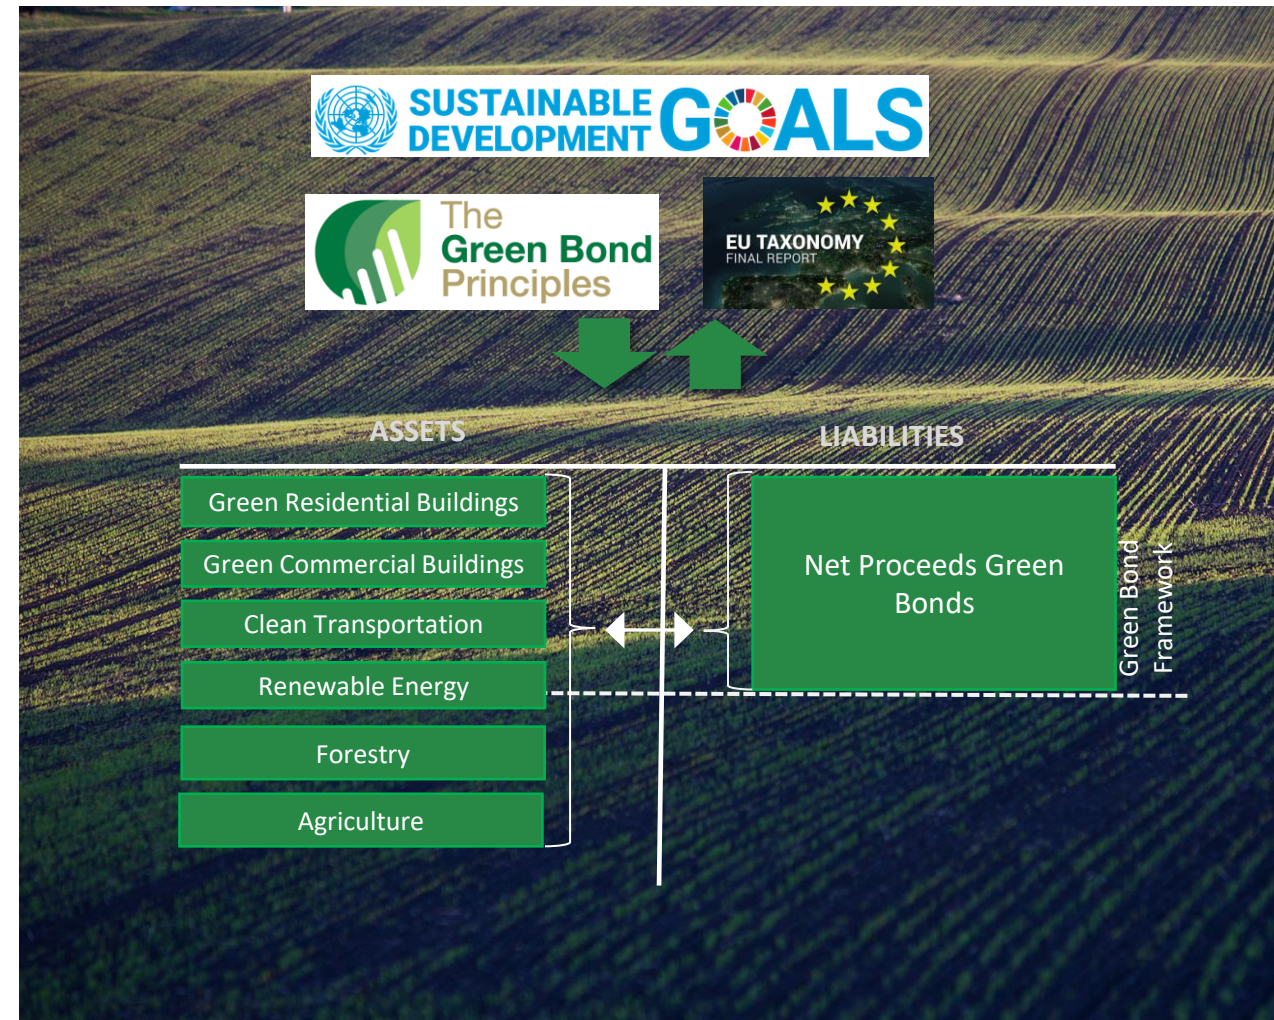 SUSTAINABLE
DEVELOPMENT
GOALS
The
Green Bond
Principles
EU TAXONOMY
FINAL REPORT
ASSETS
LIABILITIES
Green Residential Buildings
Green Commercial Buildings
Clean Transportation
Renewable Energy
Forestry
Agriculture
Net Proceeds Green
Bonds
Green Bond
Framework